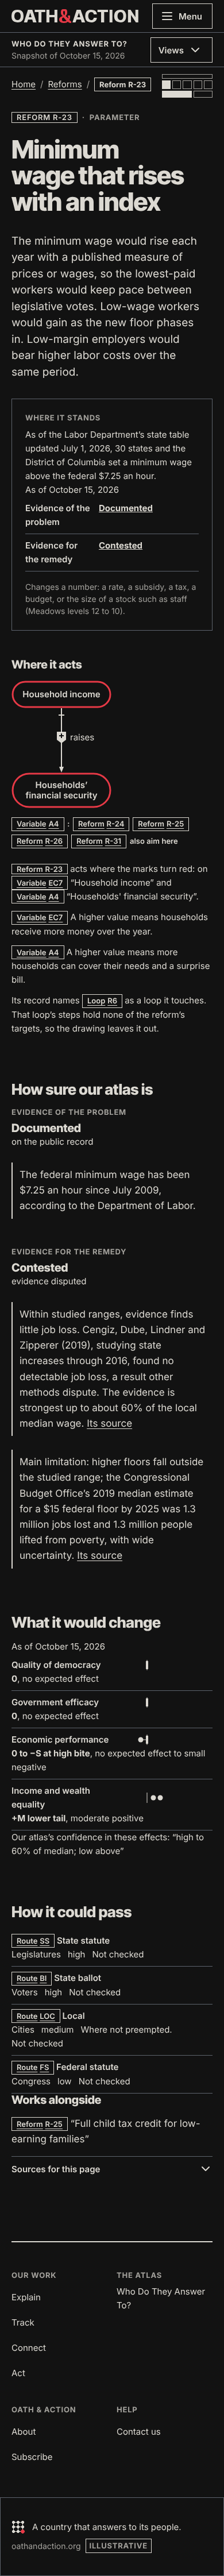 OATH&ACTION
Menu
WHO DO THEY ANSWER TO?
Snapshot of October 15, 2026
Views
Home / Reforms / Reform R-23
REFORM R-23 · PARAMETER
Minimum
wage that rises
with an index
The minimum wage would rise each
year with a published measure of
prices or wages, so the lowest-paid
workers would keep pace between
legislative votes. Low-wage workers
would gain as the new floor phases
in. Low-margin employers would
bear higher labor costs over the
same period.
WHERE IT STANDS
As of the Labor Department’s state table
updated July 1, 2026, 30 states and the
District of Columbia set a minimum wage
above the federal $7.25 an hour.
As of October 15, 2026
Evidence of the problem Documented
Evidence for the remedy Contested
Changes a number: a rate, a subsidy, a tax, a
budget, or the size of a stock such as staff
(Meadows levels 12 to 10).
Where it acts
Household income
raises
Households’
financial security
Variable A4 : Reform R-24 Reform R-25
Reform R-26 Reform R-31 also aim here
Reform R-23 acts where the marks turn red: on
Variable EC7 “Household income” and
Variable A4 “Households’ financial security”.
Variable EC7 A higher value means households
receive more money over the year.
Variable A4 A higher value means more
households can cover their needs and a surprise
bill.
Its record names Loop R6 as a loop it touches.
That loop’s steps hold none of the reform’s
targets, so the drawing leaves it out.
How sure our atlas is
EVIDENCE OF THE PROBLEM
Documented
on the public record
The federal minimum wage has been
$7.25 an hour since July 2009,
according to the Department of Labor.
EVIDENCE FOR THE REMEDY
Contested
evidence disputed
Within studied ranges, evidence finds
little job loss. Cengiz, Dube, Lindner and
Zipperer (2019), studying state
increases through 2016, found no
detectable job loss, a result other
methods dispute. The evidence is
strongest up to about 60% of the local
median wage. Its source
Main limitation: higher floors fall outside
the studied range; the Congressional
Budget Office’s 2019 median estimate
for a $15 federal floor by 2025 was 1.3
million jobs lost and 1.3 million people
lifted from poverty, with wide
uncertainty. Its source
What it would change
As of October 15, 2026
Quality of democracy
0, no expected effect
Government efficacy
0, no expected effect
Economic performance
0 to −S at high bite, no expected effect to small
negative
Income and wealth
equality
+M lower tail, moderate positive
Our atlas’s confidence in these effects: “high to
60% of median; low above”
How it could pass
Route SS State statute
Legislatures high Not checked
Route BI State ballot
Voters high Not checked
Route LOC Local
Cities medium Where not preempted.
Not checked
Route FS Federal statute
Congress low Not checked
Works alongside
Reform R-25 “Full child tax credit for low-
earning families”
Sources for this page
OUR WORK
Explain
Track
Connect
Act
THE ATLAS
Who Do They Answer
To?
OATH & ACTION
About
Subscribe
HELP
Contact us
A country that answers to its people.
oathandaction.org ILLUSTRATIVE